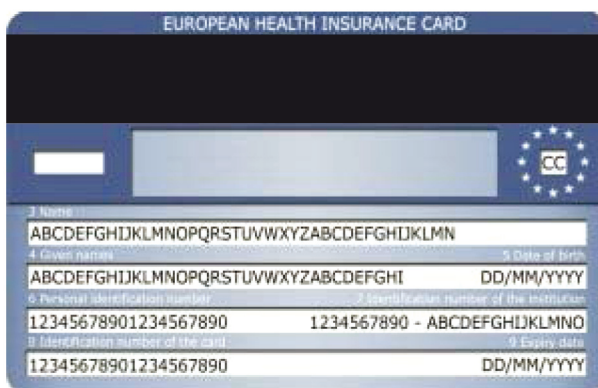 EUROPEAN HEALTH INSURANCE CARD
CC
3 Name
ABCDEFGHIJKLMNOPQRSTUVWXYZABCDEFGHIJKLMN
4 Given names 5 Date of birth
ABCDEFGHIJKLMNOPQRSTUVWXYZABCDEFGHI DD/MM/YYYY
6 Personal identification number 7 Identification number of the institution
12345678901234567890 1234567890 - ABCDEFGHIJKLMNO
8 Identification number of the card 9 Expiry date
12345678901234567890 DD/MM/YYYY